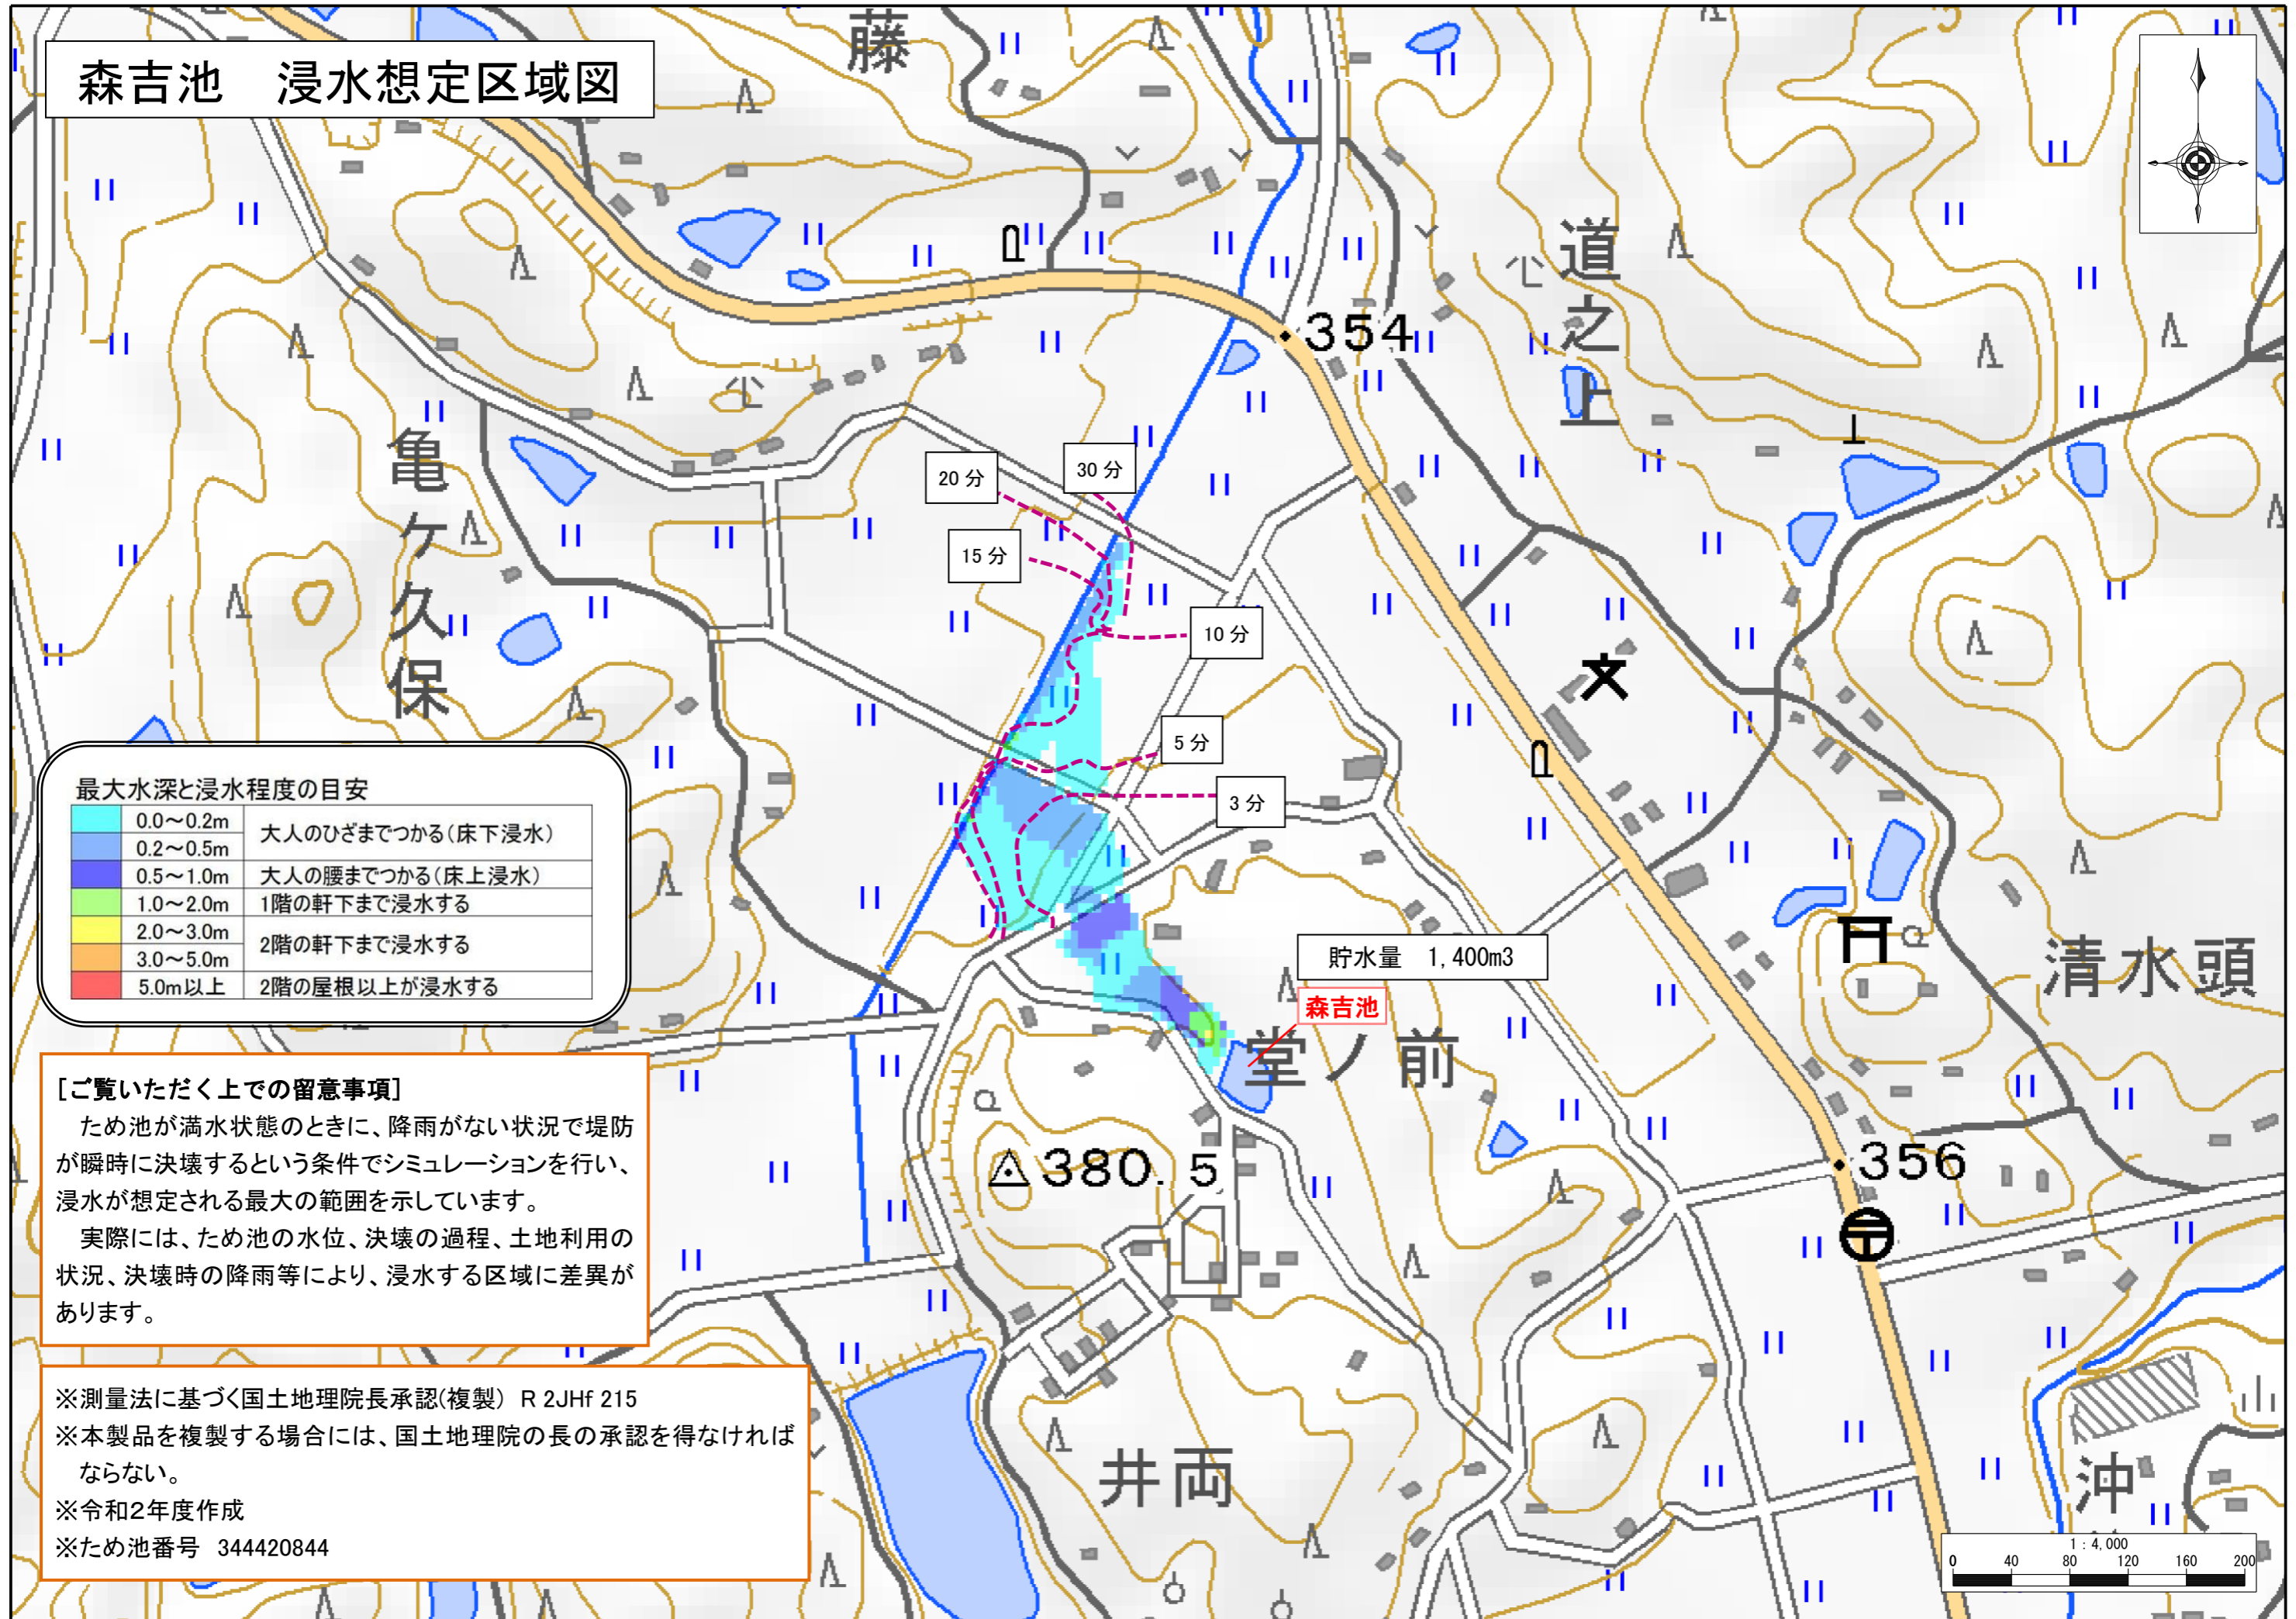 森吉池　浸水想定区域図
藤
道之上
354
亀ケ久保
20 分
30 分
15 分
10 分
5 分
3 分
最大水深と浸水程度の目安
0.0～0.2m
大人のひざまでつかる(床下浸水)
0.2～0.5m
0.5～1.0m 大人の腰までつかる(床上浸水)
1.0～2.0m 1階の軒下まで浸水する
2.0～3.0m
2階の軒下まで浸水する
3.0～5.0m
5.0m以上 2階の屋根以上が浸水する
貯水量　1,400m3
森吉池
堂ノ前
清水頭
380.5
356
[ご覧いただく上での留意事項]
　ため池が満水状態のときに、降雨がない状況で堤防
が瞬時に決壊するという条件でシミュレーションを行い、
浸水が想定される最大の範囲を示しています。
　実際には、ため池の水位、決壊の過程、土地利用の
状況、決壊時の降雨等により、浸水する区域に差異が
あります。
※測量法に基づく国土地理院長承認(複製)　R 2JHf 215
※本製品を複製する場合には、国土地理院の長の承認を得なければ
ならない。
※令和2年度作成
※ため池番号　344420844
井両
沖
1：4,000
0 40 80 120 160 200